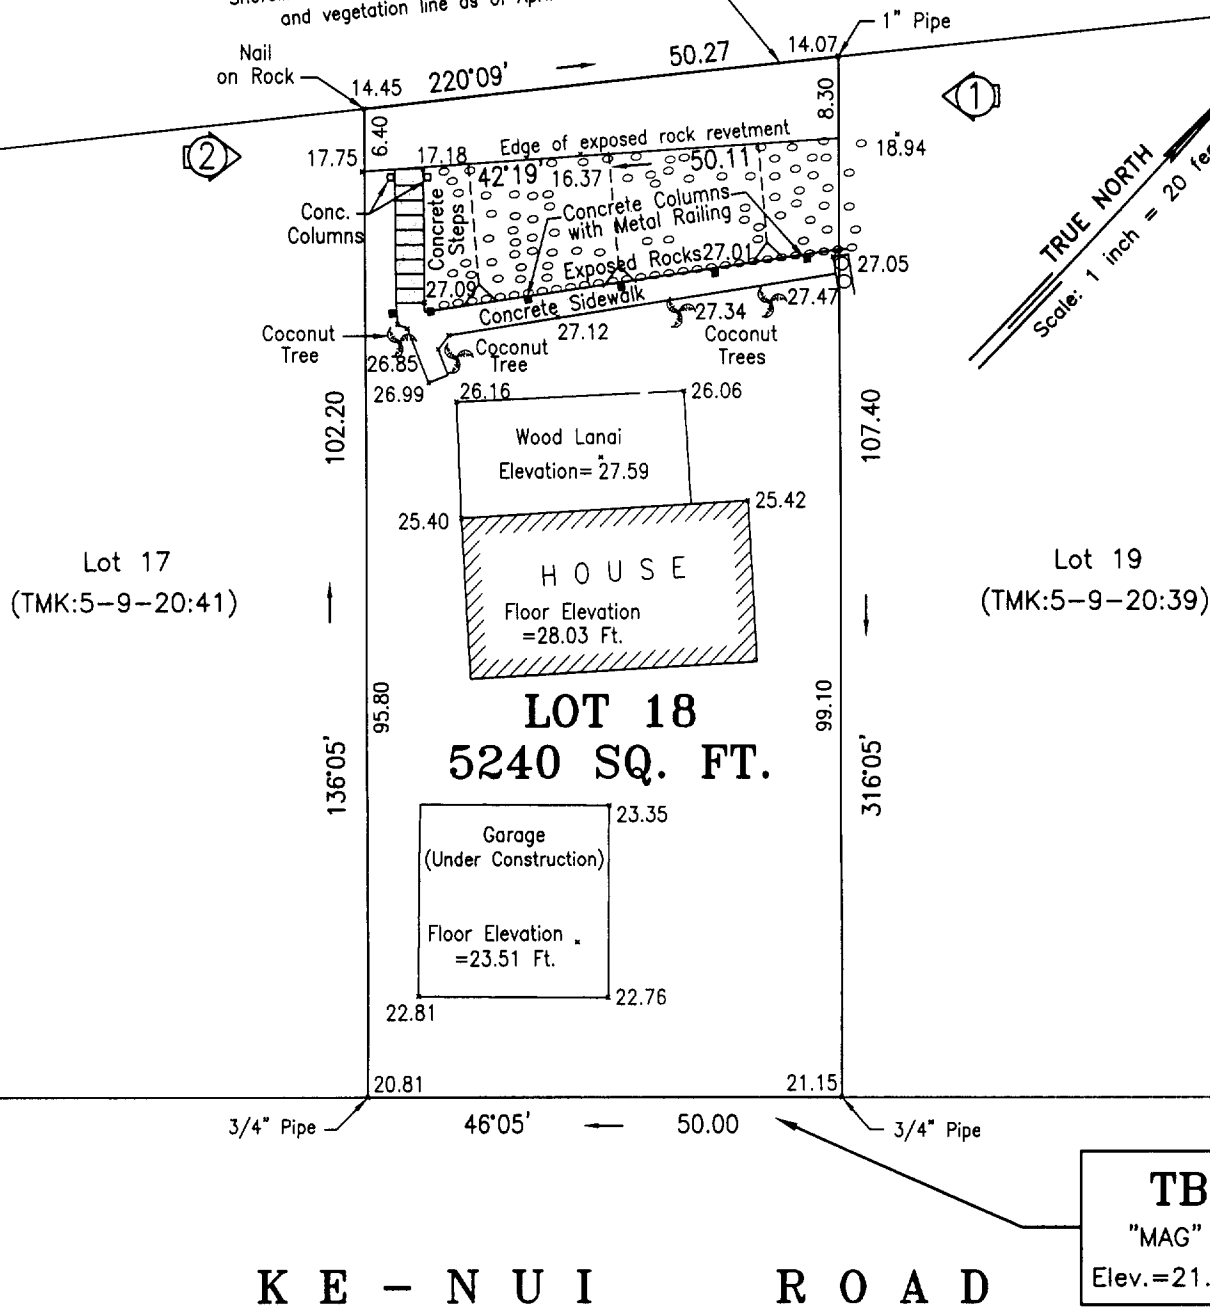 and vegetation line as of
1" Pipe
Nail
on Rock
14.45
220°09'
50.27
14.07
8.30
6.40
1
2
17.75
17.18
Edge of exposed rock revetment
18.94
42°19'
16.37
50.11
Conc.
Columns
Concrete
Steps
Concrete Columns
with Metal Railing
Exposed Rocks
27.01
27.05
27.09
Concrete Sidewalk
27.47
27.34
27.12
Coconut
Tree
26.85
Coconut
Tree
Coconut
Trees
TRUE NORTH
Scale: 1 inch = 20
26.99
26.16
26.06
102.20
107.40
Wood Lanai
Elevation= 27.59
25.40
25.42
HOUSE
Floor Elevation
=28.03 Ft.
Lot 17
(TMK:5-9-20:41)
Lot 19
(TMK:5-9-20:39)
95.80
99.10
LOT 18
5240 SQ. FT.
136°05'
316°05'
23.35
Garage
(Under Construction)
Floor Elevation
=23.51 Ft.
22.81
22.76
20.81
21.15
3/4" Pipe
46°05'
50.00
3/4" Pipe
TB
"MAG"
Elev.=21.
KE-NUI ROAD